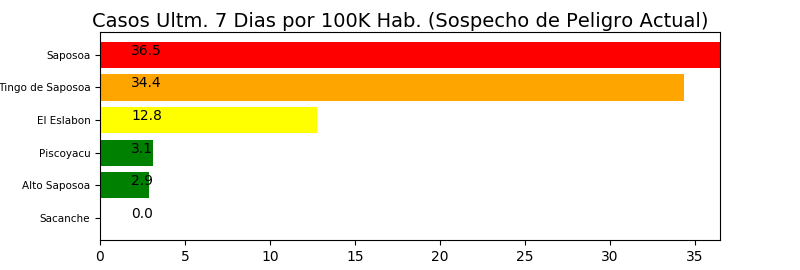 Casos Ultm. 7 Dias por 100K Hab. (Sospecho de Peligro Actual)
Saposoa 36.5
Tingo de Saposoa 34.4
El Eslabon 12.8
Piscoyacu 3.1
Alto Saposoa 2.9
Sacanche 0.0
0 5 10 15 20 25 30 35